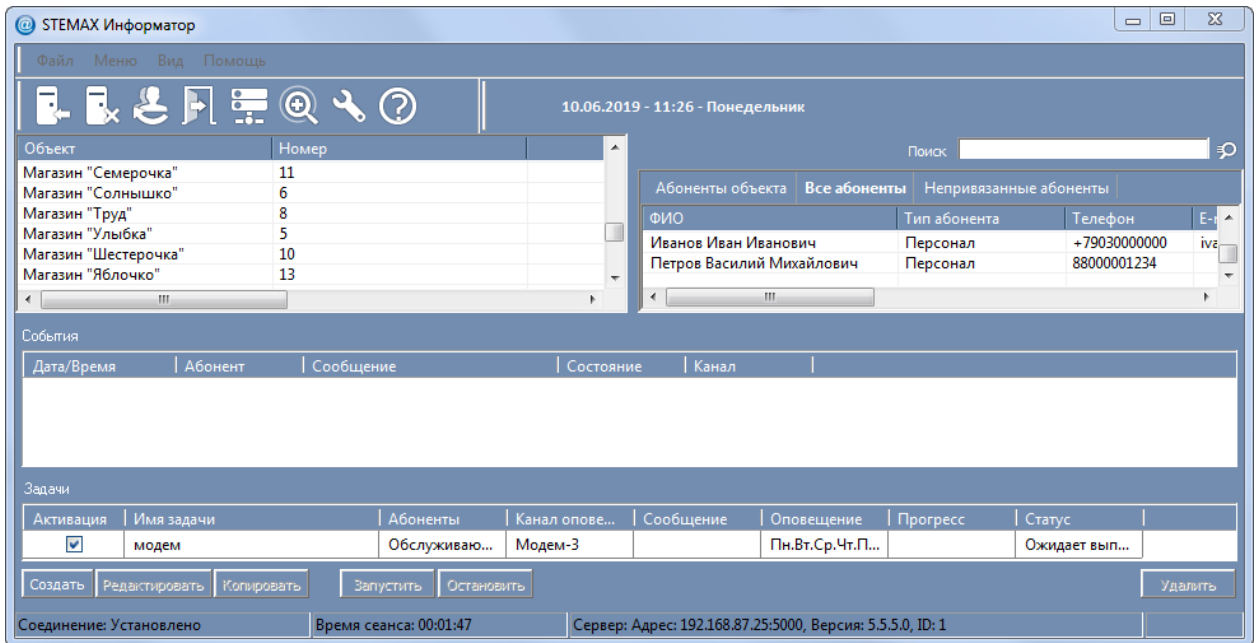 STEMAX Информатор
Файл Меню Вид Помощь
10.06.2019 - 11:26 - Понедельник
Объект Номер
Магазин "Семерочка" 11
Магазин "Солнышко" 6
Магазин "Труд" 8
Магазин "Улыбка" 5
Магазин "Шестерочка" 10
Магазин "Яблочко" 13
Поиск
Абоненты объекта Все абоненты Непривязанные абоненты
ФИО Тип абонента Телефон E-r
Иванов Иван Иванович Персонал +79030000000 iva
Петров Василий Михайлович Персонал 88000001234
События
Дата/Время Абонент Сообщение Состояние Канал
Задачи
Активация Имя задачи Абоненты Канал опове... Сообщение Оповещение Прогресс Статус
модем Обслуживаю... Модем-3 Пн.Вт.Ср.Чт.П... Ожидает вып...
Создать Редактировать Копировать Запустить Остановить Удалить
Соединение: Установлено Время сеанса: 00:01:47 Сервер: Адрес: 192.168.87.25:5000, Версия: 5.5.5.0, ID: 1